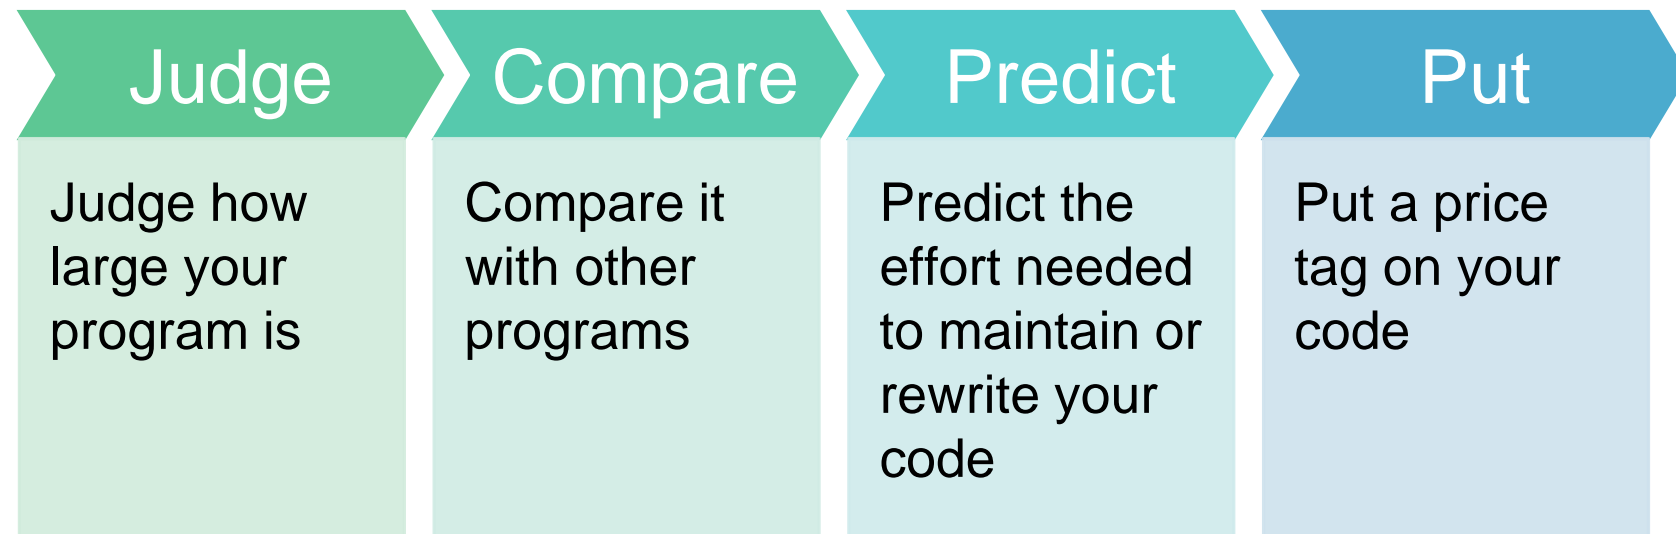 Judge
Judge how
large your
program is
Compare
Compare it
with other
programs
Predict
Predict the
effort needed
to maintain or
rewrite your
code
Put
Put a price
tag on your
code